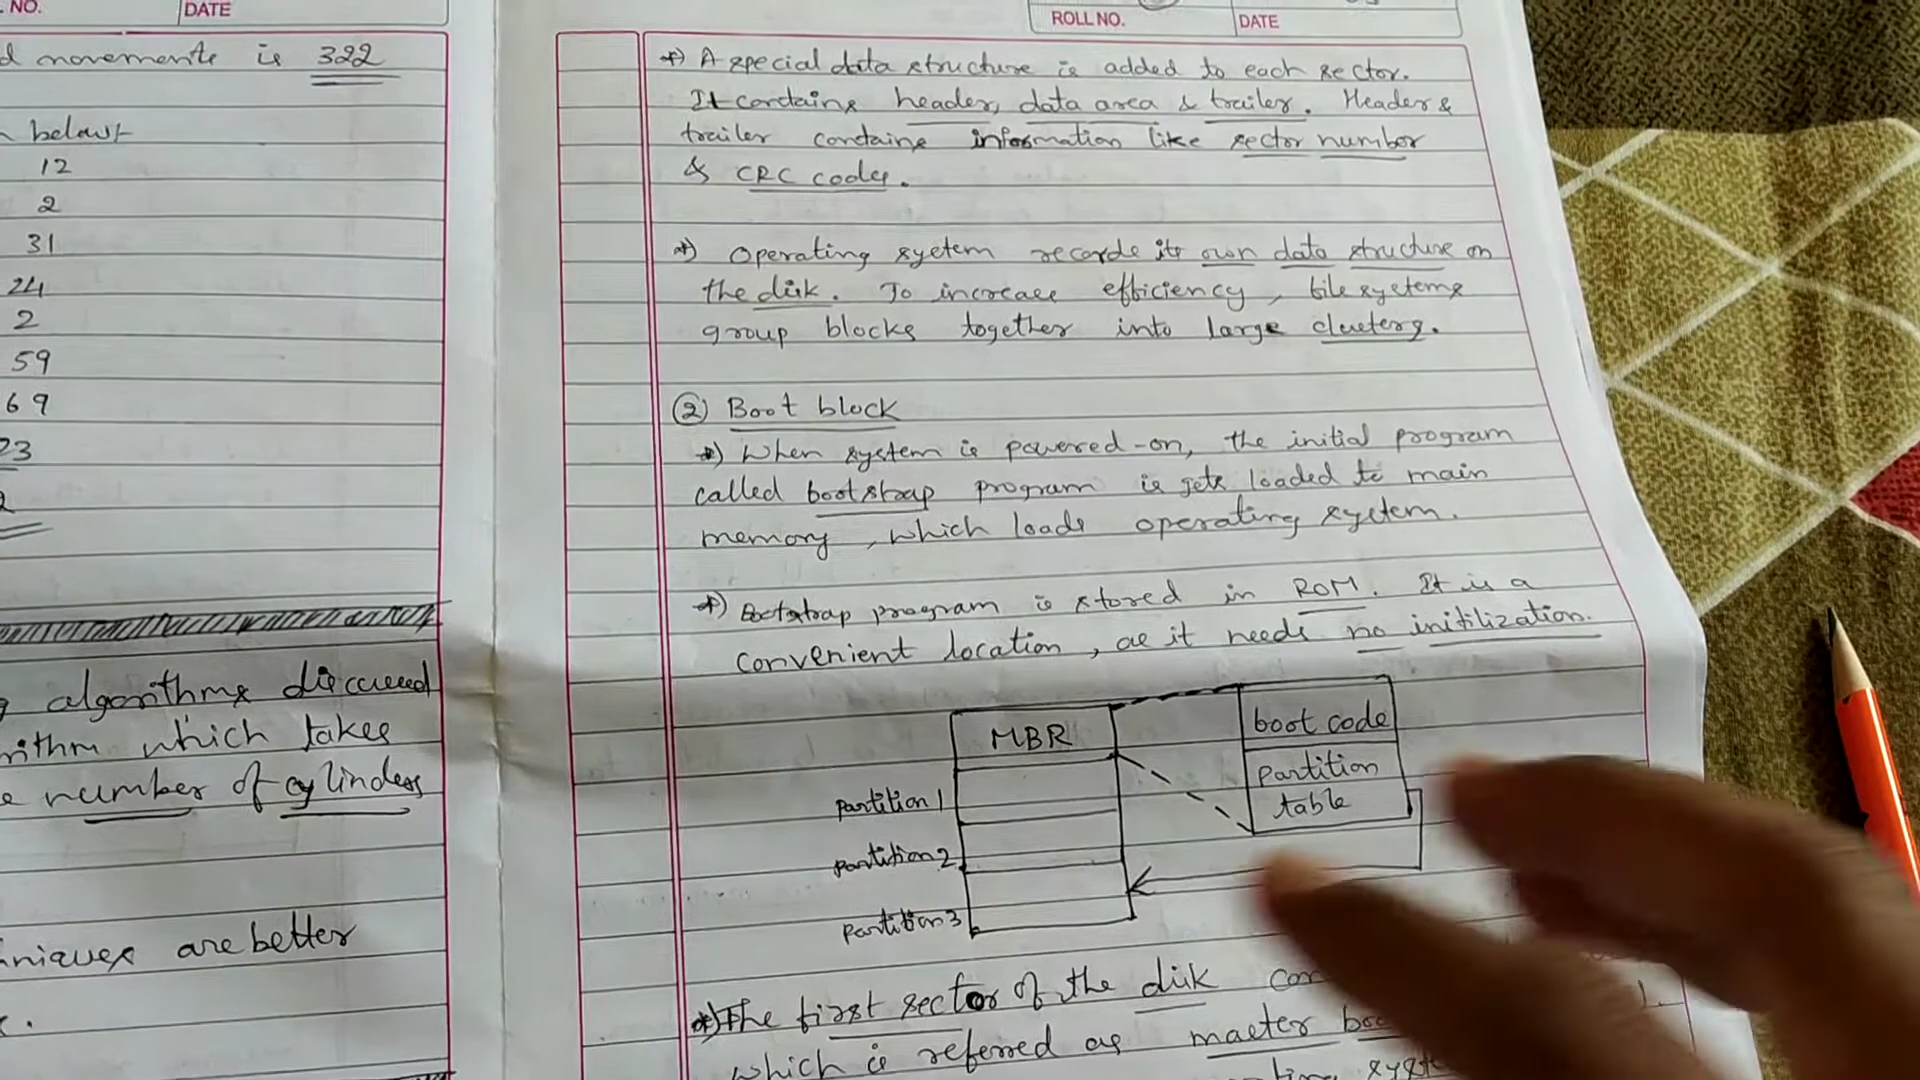 NO.
DATE
movements is 322
below:-
12
2
31
24
2
59
69
23
algorithms discussed
which takes
number of cylinders
are better
ROLL NO.
DATE
*) A special data structure is added to each sector.
It contains header, data area & trailer. Header &
trailer contains information like sector number
& CRC codes.
*) Operating system records its own data structure on
the disk. To increase efficiency, file systems
group blocks together into large clusters.
② Boot block
*) When system is powered-on, the initial program
called bootstrap program is gets loaded to main
memory, which loads operating system.
*) Bootstrap program is stored in ROM. It is a
convenient location, as it needs no initilization.
MBR
boot code
partition
table
partition 1
partition 2
partition 3
*) The first sector of the disk
which is referred as master